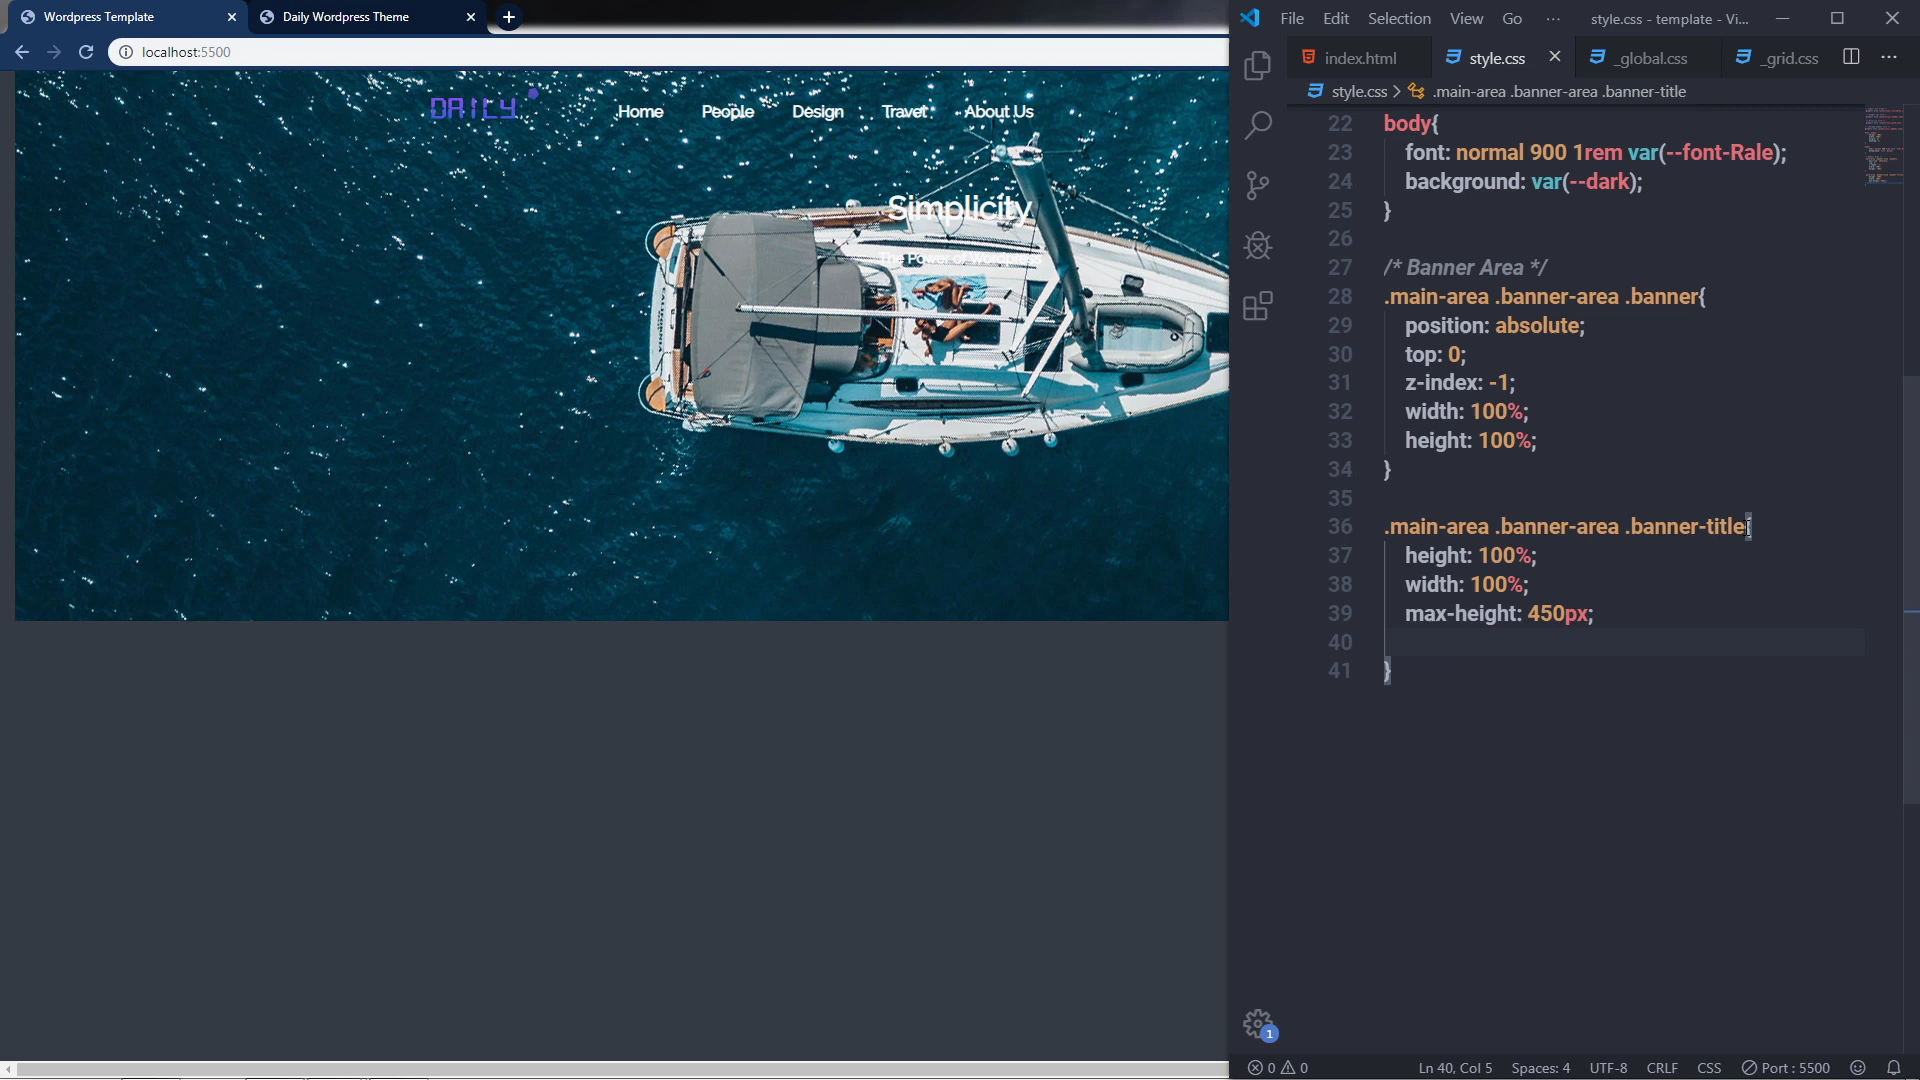 Wordpress Template
Daily Wordpress Theme
localhost:5500
DAILY
Home
People
Design
Travel
About Us
Simplicity
The Power of Wordpress
File
Edit
Selection
View
Go
···
style.css - template - Vi...
index.html
style.css
_global.css
_grid.css
style.css > .main-area .banner-area .banner-title
22 body{
23 font: normal 900 1rem var(--font-Rale);
24 background: var(--dark);
25 }
26
27 /* Banner Area */
28 .main-area .banner-area .banner{
29 position: absolute;
30 top: 0;
31 z-index: -1;
32 width: 100%;
33 height: 100%;
34 }
35
36 .main-area .banner-area .banner-title{
37 height: 100%;
38 width: 100%;
39 max-height: 450px;
40
41 }
1
0 0
Ln 40, Col 5
Spaces: 4
UTF-8
CRLF
CSS
Port : 5500